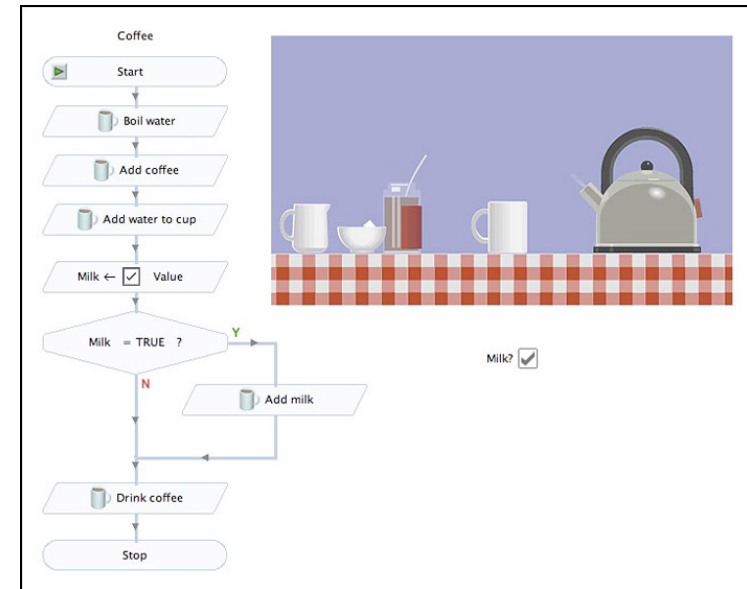 Coffee
Start
Boil water
Add coffee
Add water to cup
Milk ← ☑ Value
Milk = TRUE ?
Y
N
Add milk
Drink coffee
Stop
Milk? ☑